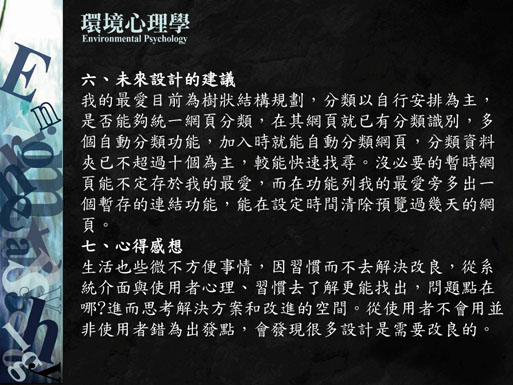 環境心理學
Environmental Psychology
六、未來設計的建議
我的最愛目前為樹狀結構規劃，分類以自行安排為主，
是否能夠統一網頁分類，在其網頁就已有分類識別，多
個自動分類功能，加入時就能自動分類網頁，分類資料
夾已不超過十個為主，較能快速找尋。沒必要的暫時網
頁能不定存於我的最愛，而在功能列我的最愛旁多出一
個暫存的連結功能，能在設定時間清除預覽過幾天的網
頁。
七、心得感想
生活也些微不方便事情，因習慣而不去解決改良，從系
統介面與使用者心理、習慣去了解更能找出，問題點在
哪?進而思考解決方案和改進的空間。從使用者不會用並
非使用者錯為出發點，會發現很多設計是需要改良的。